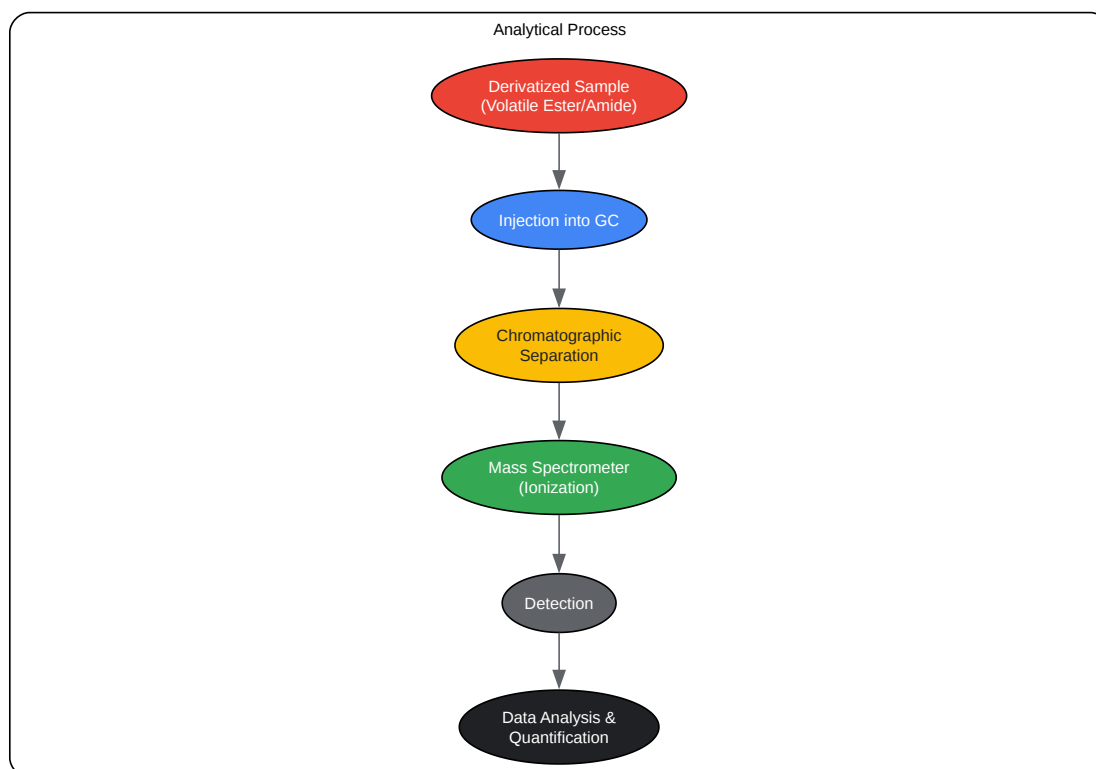 Analytical Process
Derivatized Sample
(Volatile Ester/Amide)
Injection into GC
Chromatographic
Separation
Mass Spectrometer
(Ionization)
Detection
Data Analysis &
Quantification